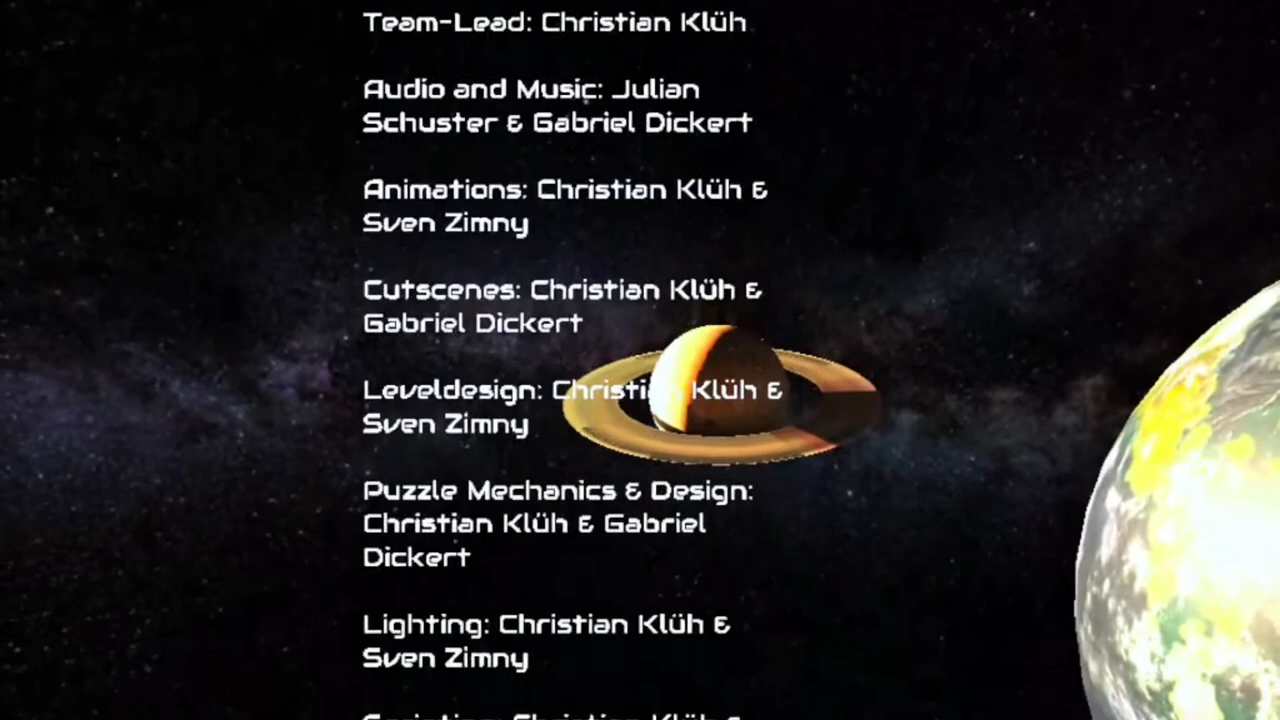 Team-Lead: Christian Klüh
Audio and Music: Julian
Schuster & Gabriel Dickert
Animations: Christian Klüh &
Sven Zimny
Cutscenes: Christian Klüh &
Gabriel Dickert
Leveldesign: Christian Klüh &
Sven Zimny
Puzzle Mechanics & Design:
Christian Klüh & Gabriel
Dickert
Lighting: Christian Klüh &
Sven Zimny